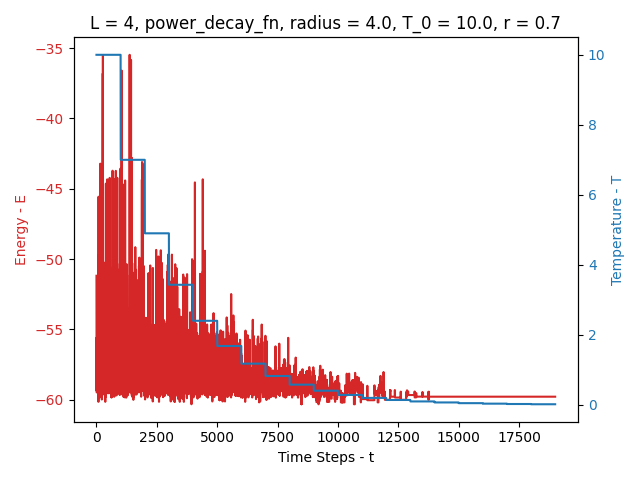 L = 4, power_decay_fn, radius = 4.0, T_0 = 10.0, r = 0.7
−35
−40
−45
−50
−55
−60
Energy - E
10
8
6
4
2
0
Temperature - T
0 2500 5000 7500 10000 12500 15000 17500
Time Steps - t